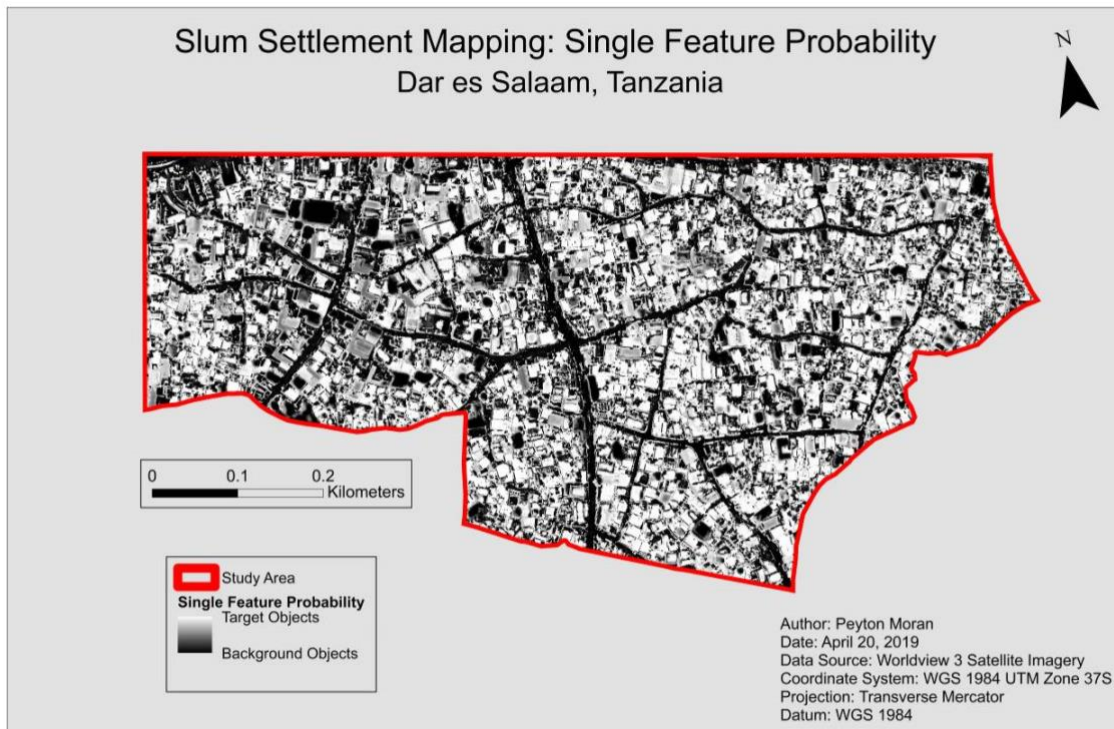 Slum Settlement Mapping: Single Feature Probability
Dar es Salaam, Tanzania
N
0 0.1 0.2
Kilometers
Study Area
Single Feature Probability
Target Objects
Background Objects
Author: Peyton Moran
Date: April 20, 2019
Data Source: Worldview 3 Satellite Imagery
Coordinate System: WGS 1984 UTM Zone 37S
Projection: Transverse Mercator
Datum: WGS 1984